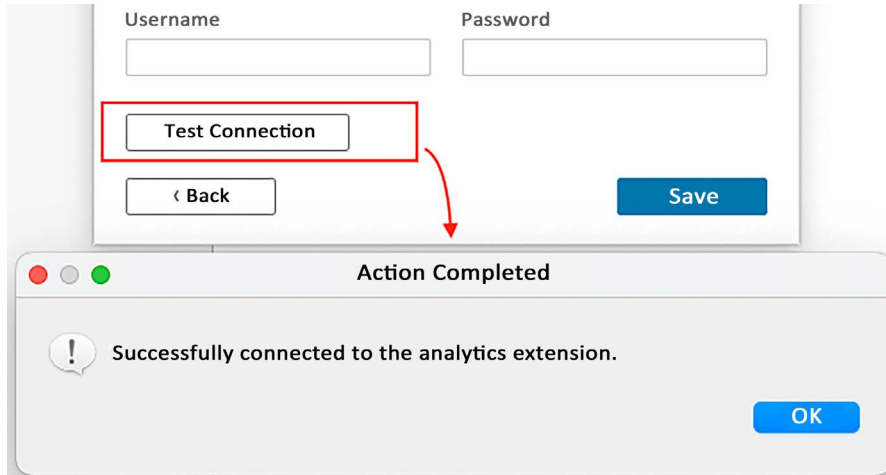 Username Password
Test Connection
‹ Back Save
Action Completed
Successfully connected to the analytics extension.
OK